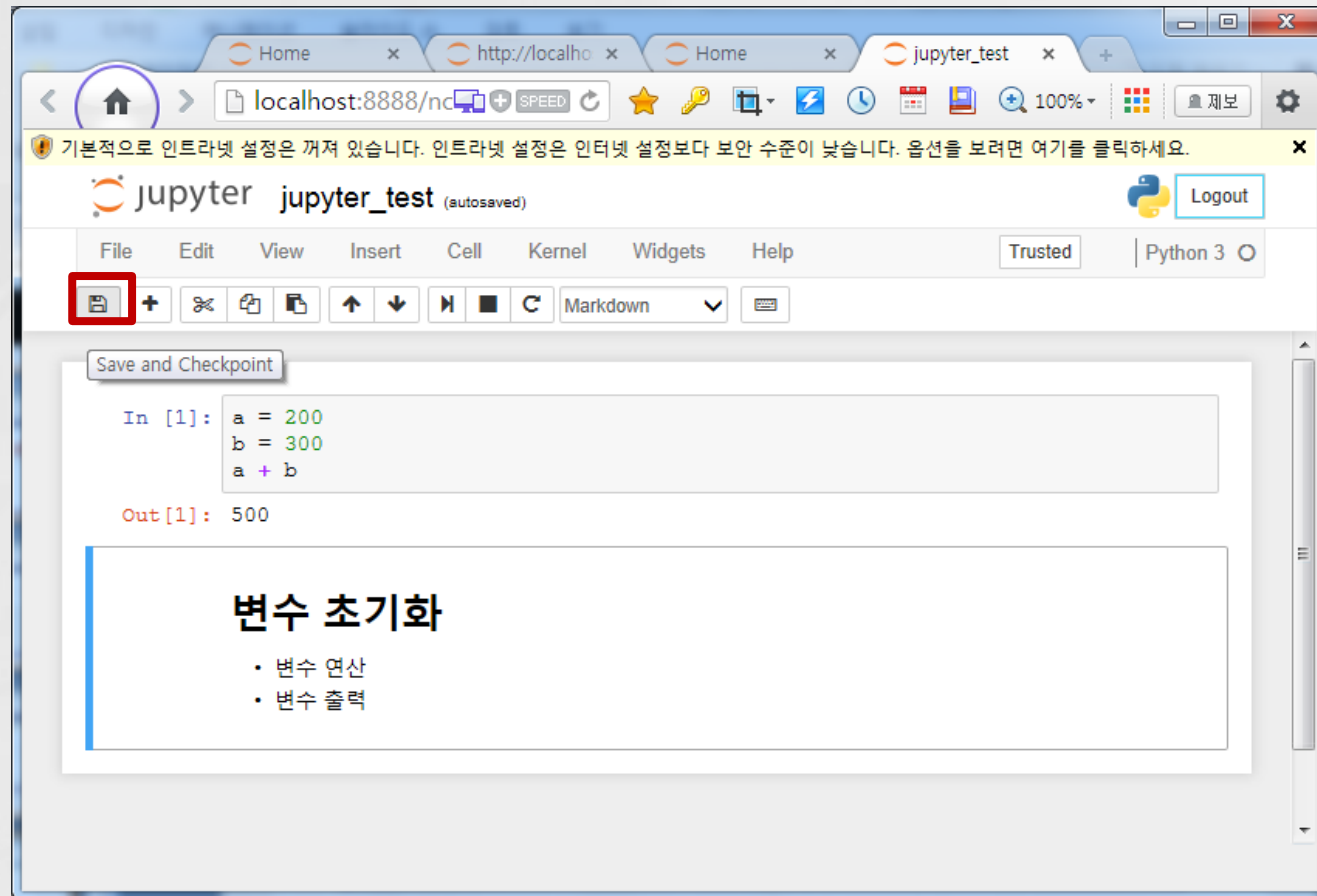 Home
http://localho
Home
jupyter_test
localhost:8888/nc
SPEED
100%
제보
기본적으로 인트라넷 설정은 꺼져 있습니다. 인트라넷 설정은 인터넷 설정보다 보안 수준이 낮습니다. 옵션을 보려면 여기를 클릭하세요.
jupyter jupyter_test (autosaved)
Logout
File Edit View Insert Cell Kernel Widgets Help Trusted Python 3
Markdown
Save and Checkpoint
In [1]: a = 200
b = 300
a + b
Out[1]: 500
변수 초기화
• 변수 연산
• 변수 출력